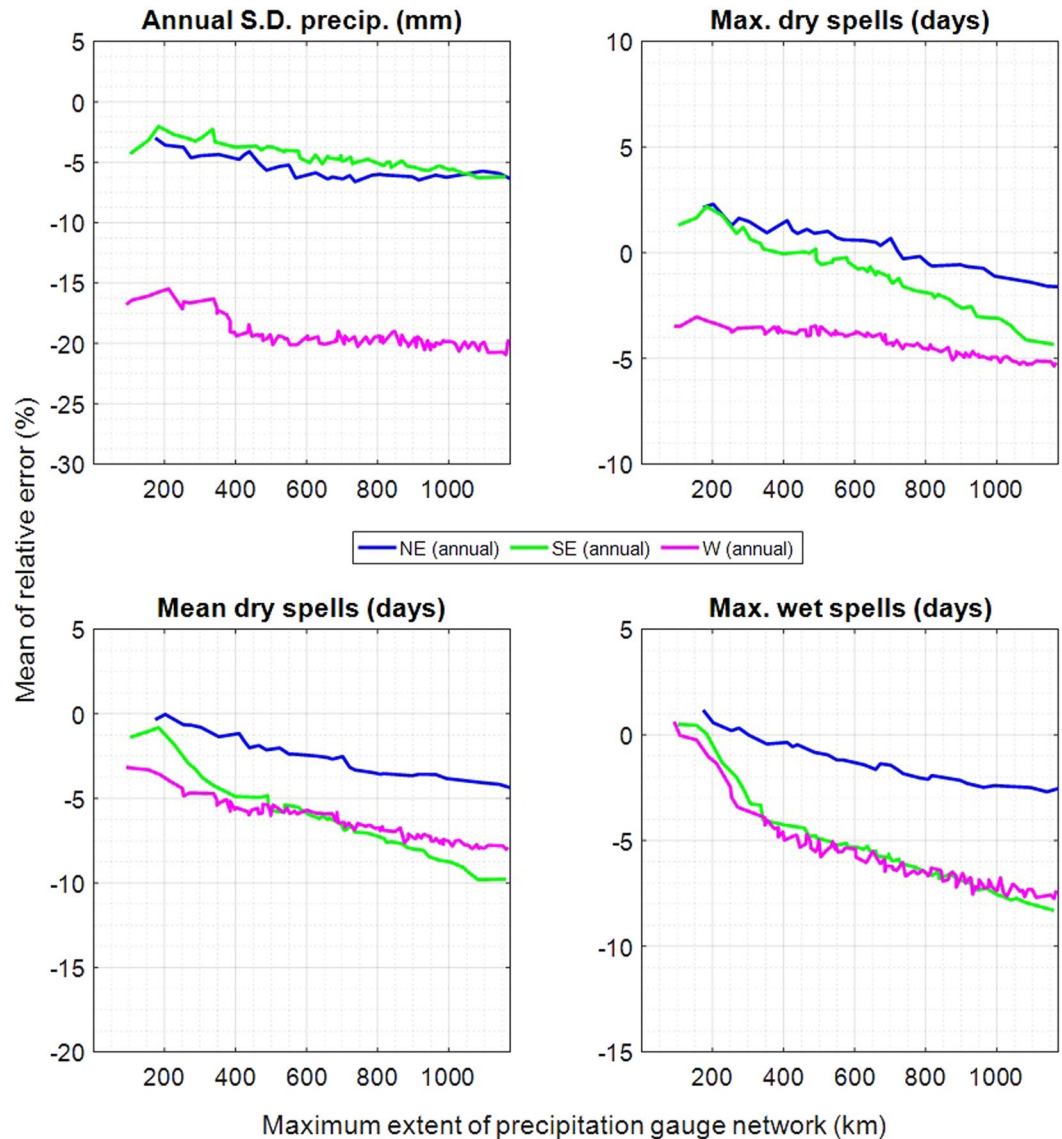 Annual S.D. precip. (mm)
Max. dry spells (days)
5
0
-5
-10
-15
-20
-25
-30
200 400 600 800 1000
10
5
0
-5
-10
200 400 600 800 1000
NE (annual) SE (annual) W (annual)
Mean of relative error (%)
Mean dry spells (days)
Max. wet spells (days)
5
0
-5
-10
-15
-20
200 400 600 800 1000
5
0
-5
-10
-15
200 400 600 800 1000
Maximum extent of precipitation gauge network (km)